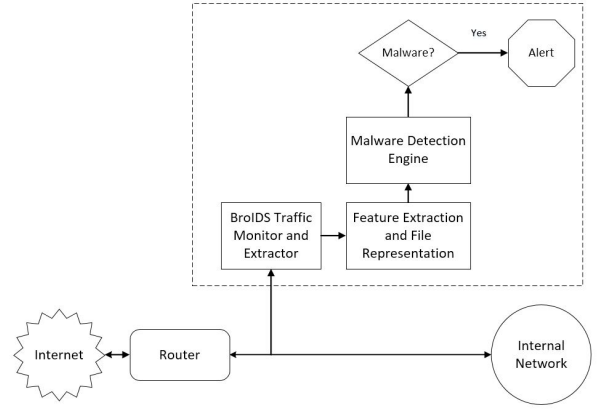 Yes
Malware?
Alert
Malware Detection
Engine
BroIDS Traffic
Monitor and
Extractor
Feature Extraction
and File
Representation
Internet
Router
Internal
Network